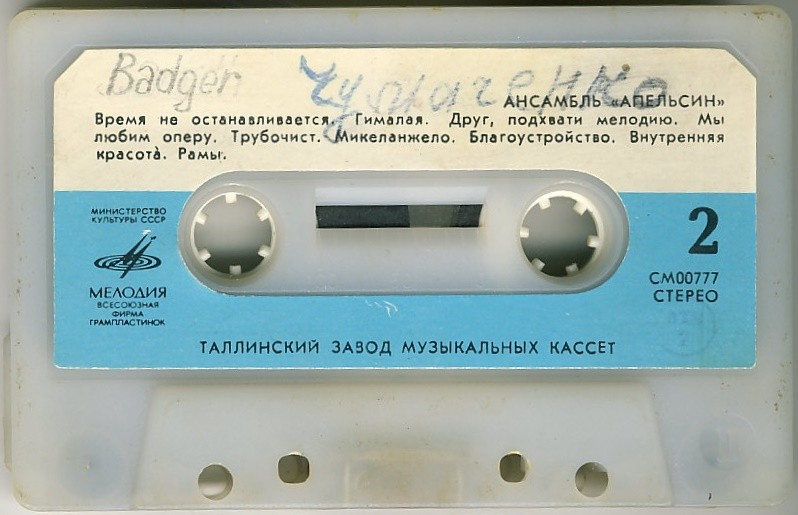 Badger Чумаченко
АНСАМБЛЬ «АПЕЛЬСИН»
Время не останавливается. Гималая. Друг, подхвати мелодию. Мы
любим оперу. Трубочист. Микеланжело. Благоустройство. Внутренняя
красота. Рамы.
МИНИСТЕРСТВО
КУЛЬТУРЫ СССР
МЕЛОДИЯ
ВСЕСОЮЗНАЯ
ФИРМА
ГРАМПЛАСТИНОК
2
СМ00777
СТЕРЕО
ТАЛЛИНСКИЙ ЗАВОД МУЗЫКАЛЬНЫХ КАССЕТ